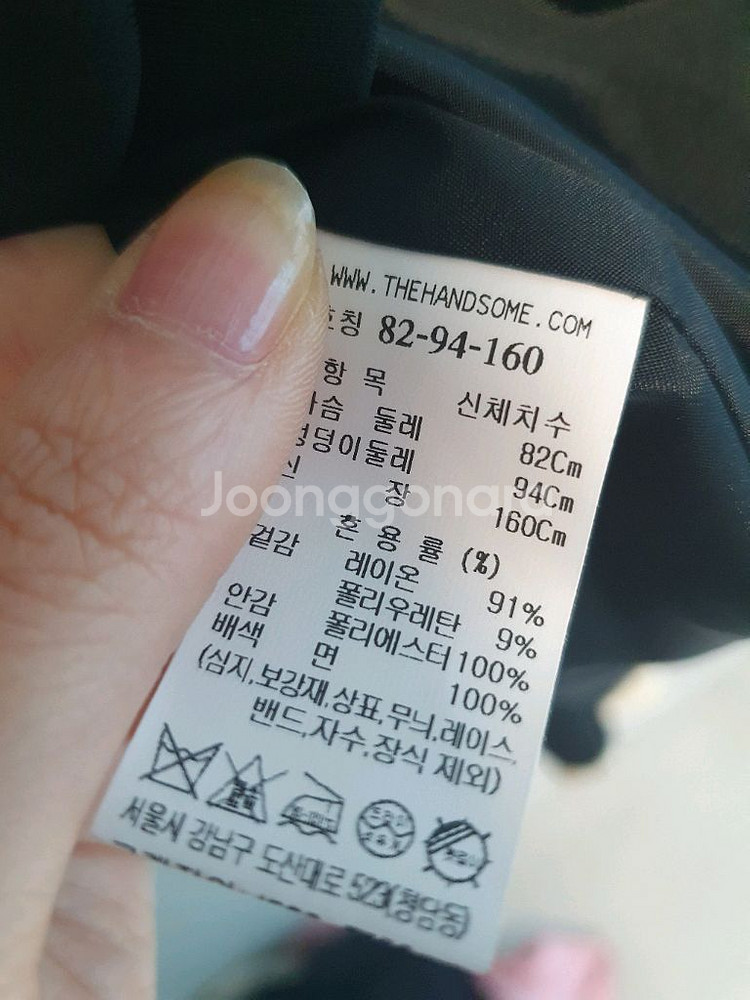 WWW.THEHANDSOME.COM
호칭 82-94-160
항 목 신체치수
가슴 둘레 82Cm
엉덩이둘레 94Cm
신 장 160Cm
혼 용 률 (%)
겉감 레이온 91%
폴리우레탄 9%
안감 폴리에스터 100%
배색 면 100%
(심지,보강재,상표,무늬,레이스,
밴드,자수,장식 제외)
서울시 강남구 도산대로 523(청담동)
Joonggonara